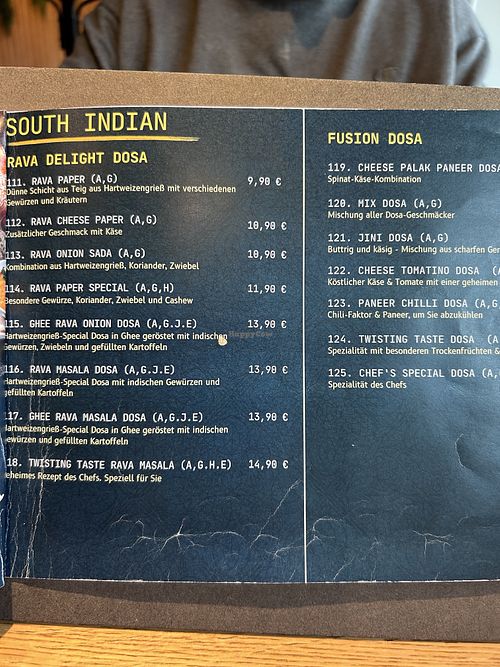 SOUTH INDIAN
RAVA DELIGHT DOSA
111. RAVA PAPER (A,G) 9,90 €
Dünne Schicht aus Teig aus Hartweizengrieß mit verschiedenen
Gewürzen und Kräutern
112. RAVA CHEESE PAPER (A,G) 10,90 €
Zusätzlicher Geschmack mit Käse
113. RAVA ONION SADA (A,G) 10,90 €
Kombination aus Hartweizengrieß, Koriander, Zwiebel
114. RAVA PAPER SPECIAL (A,G,H) 11,90 €
Besondere Gewürze, Koriander, Zwiebel und Cashew
115. GHEE RAVA ONION DOSA (A,G.J.E) 13,90 €
Hartweizengrieß-Special Dosa in Ghee geröstet mit indischen
Gewürzen, Zwiebeln und gefüllten Kartoffeln
116. RAVA MASALA DOSA (A,G.J.E) 13,90 €
Hartweizengrieß-Special Dosa mit indischen Gewürzen und
gefüllten Kartoffeln
117. GHEE RAVA MASALA DOSA (A,G.J.E) 13,90 €
Hartweizengrieß-Special Dosa in Ghee geröstet mit indischen
Gewürzen und gefüllten Kartoffeln
18. TWISTING TASTE RAVA MASALA (A,G.H.E) 14,90 €
Geheimes Rezept des Chefs. Speziell für Sie
FUSION DOSA
119. CHEESE PALAK PANEER DOSA
Spinat-Käse-Kombination
120. MIX DOSA (A,G)
Mischung aller Dosa-Geschmäcker
121. JINI DOSA (A,G)
Buttrig und käsig - Mischung aus scharfen
122. CHEESE TOMATINO DOSA (A
Köstlicher Käse & Tomate mit einer geheimen
123. PANEER CHILLI DOSA (A,G,
Chili-Faktor & Paneer, um Sie abzukühlen
124. TWISTING TASTE DOSA (A
Spezialität mit besonderen Trockenfrüchten &
125. CHEF'S SPECIAL DOSA (A,
Spezialität des Chefs